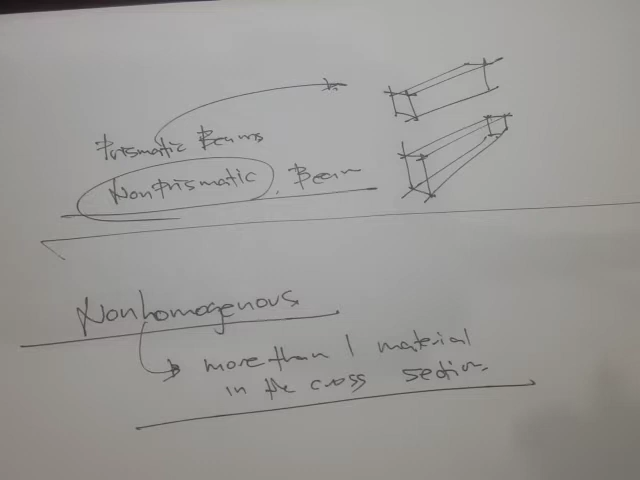 Prismatic Beams
Nonprismatic. Beam
Nonhomogenous
more than 1 material
in the cross section.